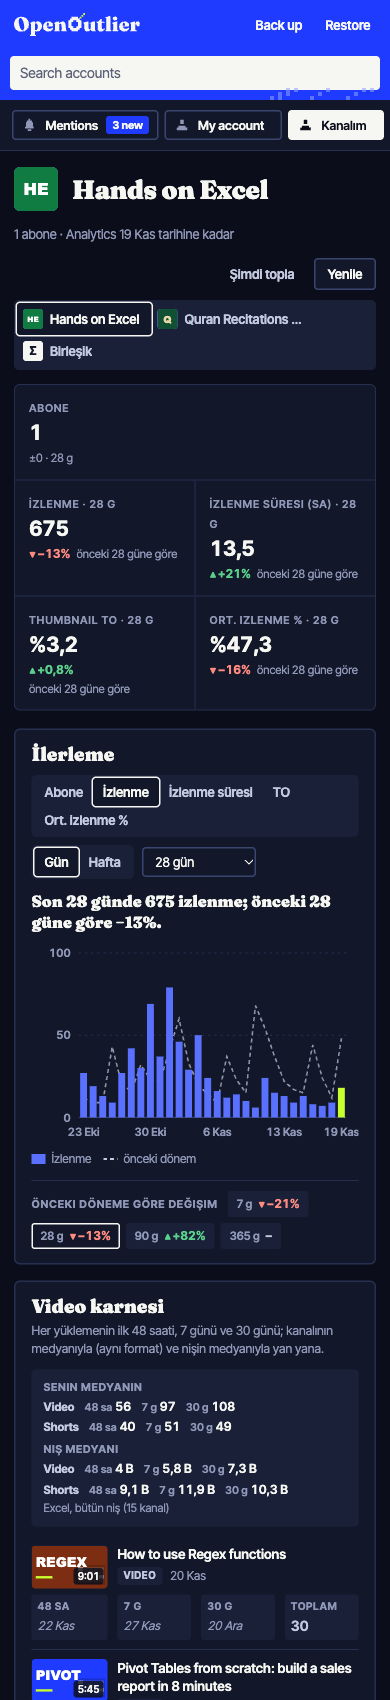 OpenOutlier
Back up
Restore
Search accounts
Mentions 3 new
My account
Kanalım
HE
Hands on Excel
1 abone · Analytics 19 Kas tarihine kadar
Şimdi topla
Yenile
HE Hands on Excel
Q Quran Recitations ...
Σ Birleşik
ABONE
1
±0 · 28 g
İZLENME · 28 G
675
▼−13% önceki 28 güne göre
İZLENME SÜRESI (SA) · 28
G
13,5
▲+21% önceki 28 güne göre
THUMBNAIL TO · 28 G
%3,2
▲+0,8%
önceki 28 güne göre
ORT. IZLENME % · 28 G
%47,3
▼−16% önceki 28 güne göre
İlerleme
Abone
İzlenme
İzlenme süresi
TO
Ort. izlenme %
Gün
Hafta
28 gün
Son 28 günde 675 izlenme; önceki 28
güne göre −13%.
100
50
0
23 Eki
30 Eki
6 Kas
13 Kas
19 Kas
İzlenme
önceki dönem
ÖNCEKI DÖNEME GÖRE DEĞIŞIM
7 g ▼−21%
28 g ▼−13%
90 g ▲+82%
365 g –
Video karnesi
Her yüklemenin ilk 48 saati, 7 günü ve 30 günü; kanalının
medyanıyla (aynı format) ve nişin medyanıyla yan yana.
SENIN MEDYANIN
Video 48 sa 56 7 g 97 30 g 108
Shorts 48 sa 40 7 g 51 30 g 49
NIŞ MEDYANI
Video 48 sa 4 B 7 g 5,8 B 30 g 7,3 B
Shorts 48 sa 9,1 B 7 g 11,9 B 30 g 10,3 B
Excel, bütün niş (15 kanal)
REGEX
9:01
How to use Regex functions
VIDEO 20 Kas
48 SA
22 Kas
7 G
27 Kas
30 G
20 Ara
TOPLAM
30
PIVOT
5:45
Pivot Tables from scratch: build a sales
report in 8 minutes